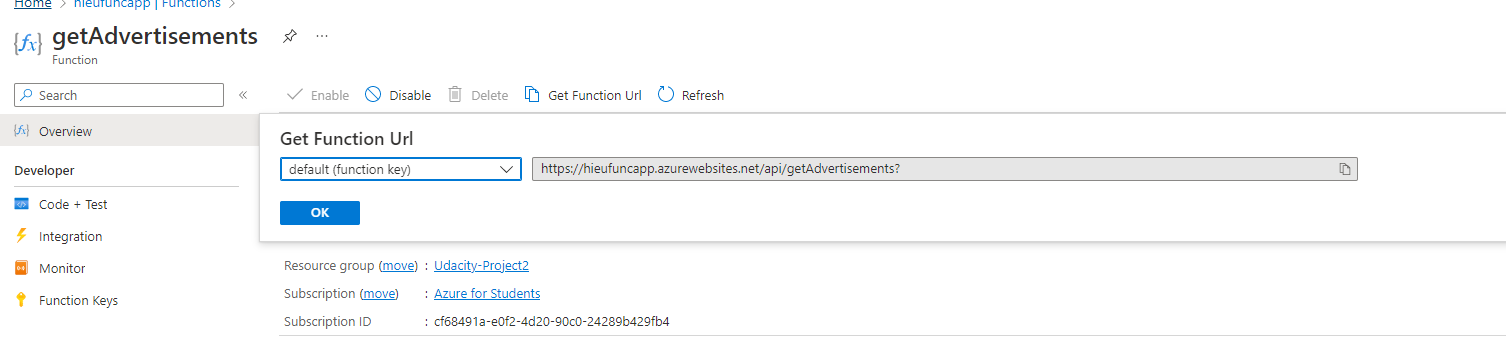 Home > hieufuncapp | Functions >
{fx} getAdvertisements ...
Function
Search «
Enable Disable Delete Get Function Url Refresh
{fx} Overview
Get Function Url
default (function key) https://hieufuncapp.azurewebsites.net/api/getAdvertisements?
OK
Developer
Code + Test
Integration
Monitor
Function Keys
Resource group (move) : Udacity-Project2
Subscription (move) : Azure for Students
Subscription ID : cf68491a-e0f2-4d20-90c0-24289b429fb4